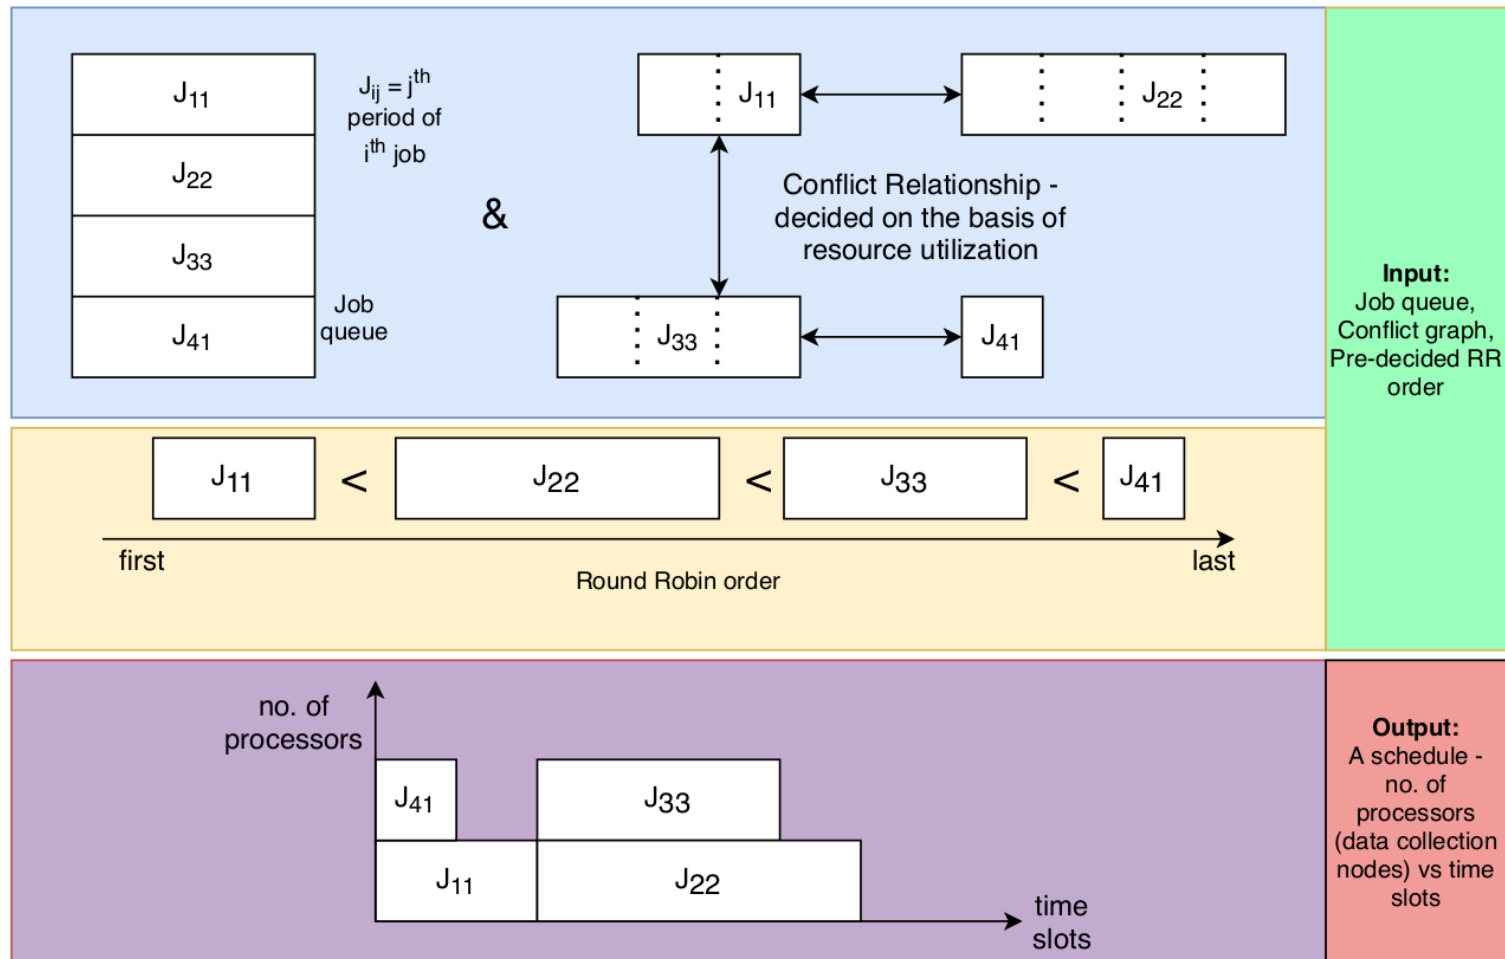 J₁₁
J₂₂
J₃₃
J₄₁
Jᵢⱼ = jᵗʰ
period of
iᵗʰ job
Job
queue
&
J₁₁
J₂₂
Conflict Relationship -
decided on the basis of
resource utilization
J₃₃
J₄₁
Input:
Job queue,
Conflict graph,
Pre-decided RR
order
J₁₁ < J₂₂ < J₃₃ < J₄₁
first
last
Round Robin order
no. of
processors
J₄₁
J₃₃
J₁₁
J₂₂
time
slots
Output:
A schedule -
no. of
processors
(data collection
nodes) vs time
slots